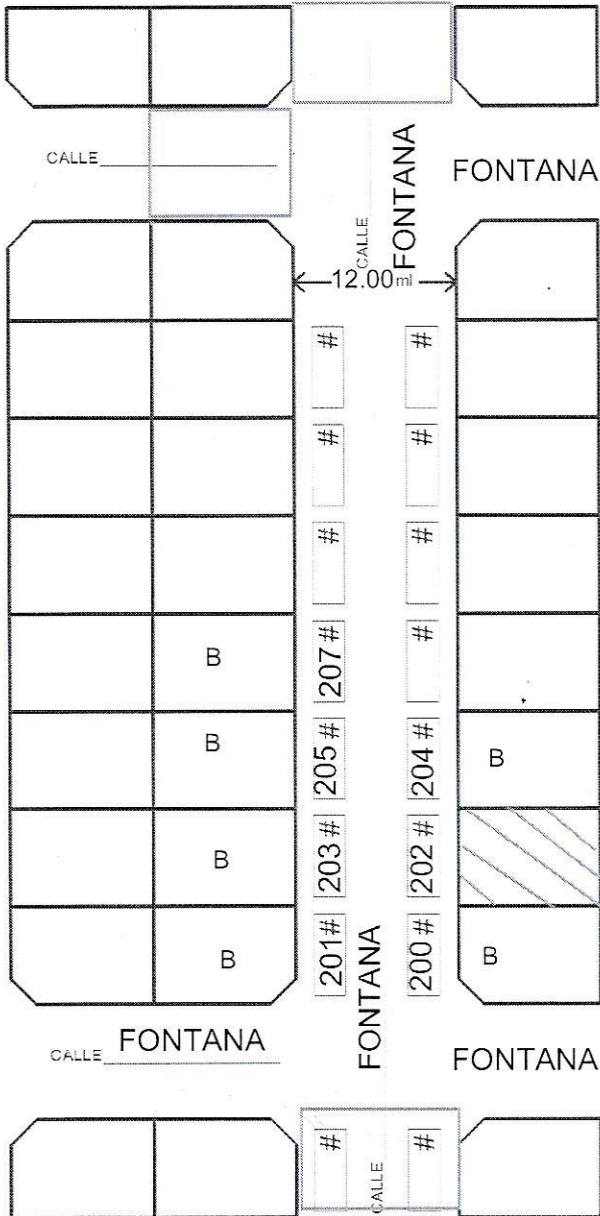 CALLE
FONTANA
CALLE
FONTANA
12.00ml
# #
# #
# #
B
207 # #
B
205 # 204 #
B
B
203 # 202 #
B
201# 200 #
B
FONTANA
CALLE FONTANA
FONTANA
# #
CALLE